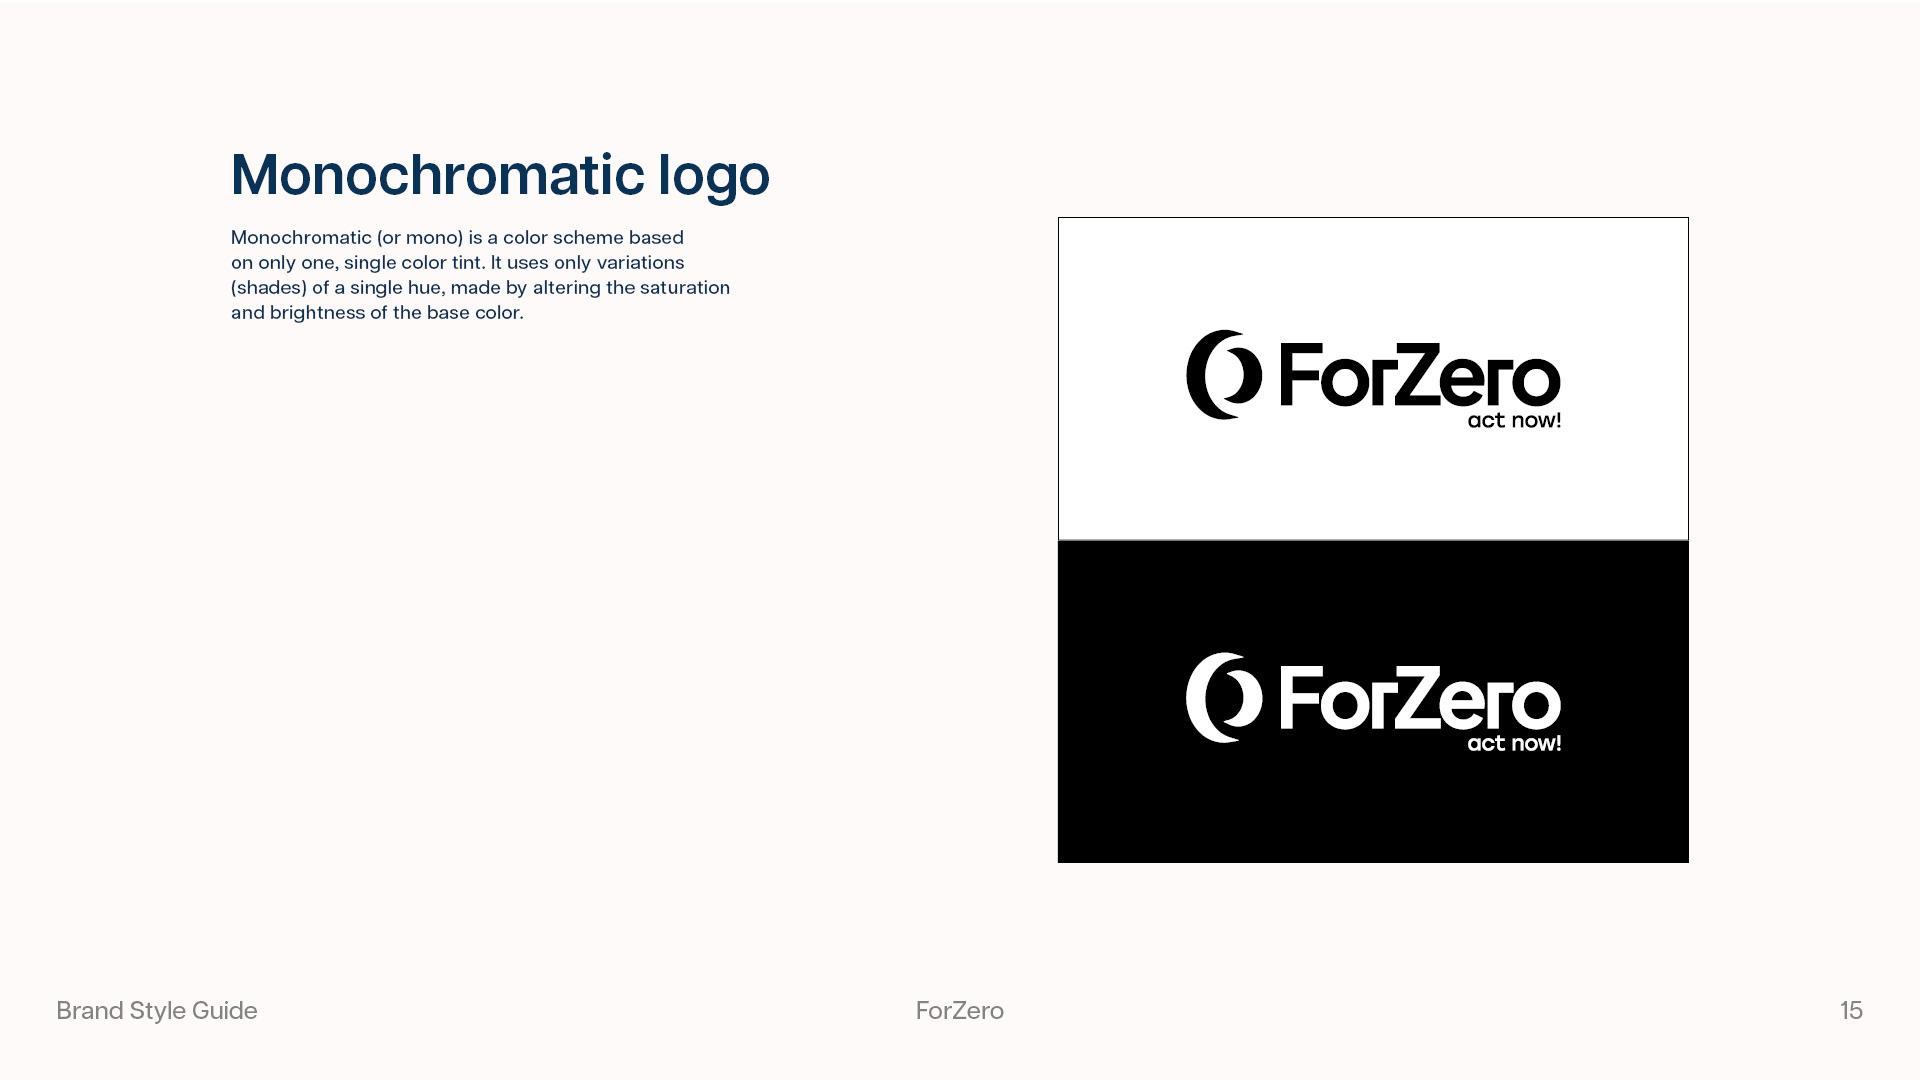 Monochromatic logo
Monochromatic (or mono) is a color scheme based
on only one, single color tint. It uses only variations
(shades) of a single hue, made by altering the saturation
and brightness of the base color.
ForZero
act now!
ForZero
act now!
Brand Style Guide
ForZero
15